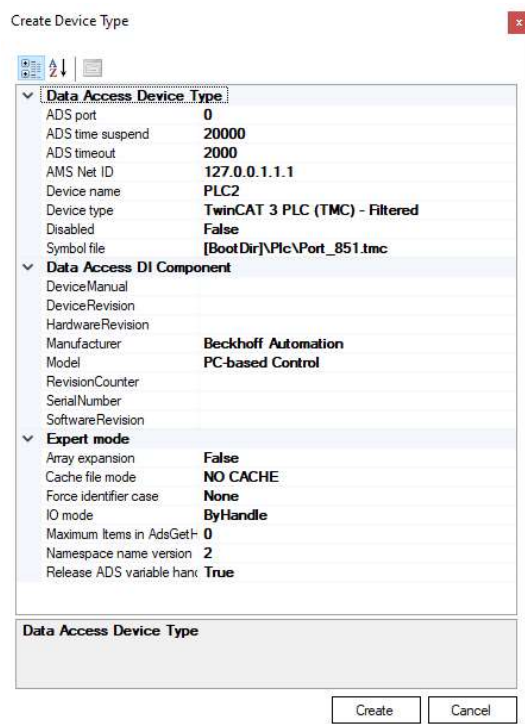 Create Device Type
x
Data Access Device Type
ADS port 0
ADS time suspend 20000
ADS timeout 2000
AMS Net ID 127.0.0.1.1.1
Device name PLC2
Device type TwinCAT 3 PLC (TMC) - Filtered
Disabled False
Symbol file [BootDir]\Plc\Port_851.tmc
Data Access DI Component
DeviceManual
DeviceRevision
HardwareRevision
Manufacturer Beckhoff Automation
Model PC-based Control
RevisionCounter
SerialNumber
SoftwareRevision
Expert mode
Array expansion False
Cache file mode NO CACHE
Force identifier case None
IO mode ByHandle
Maximum Items in AdsGetH 0
Namespace name version 2
Release ADS variable hanc True
Data Access Device Type
Create Cancel